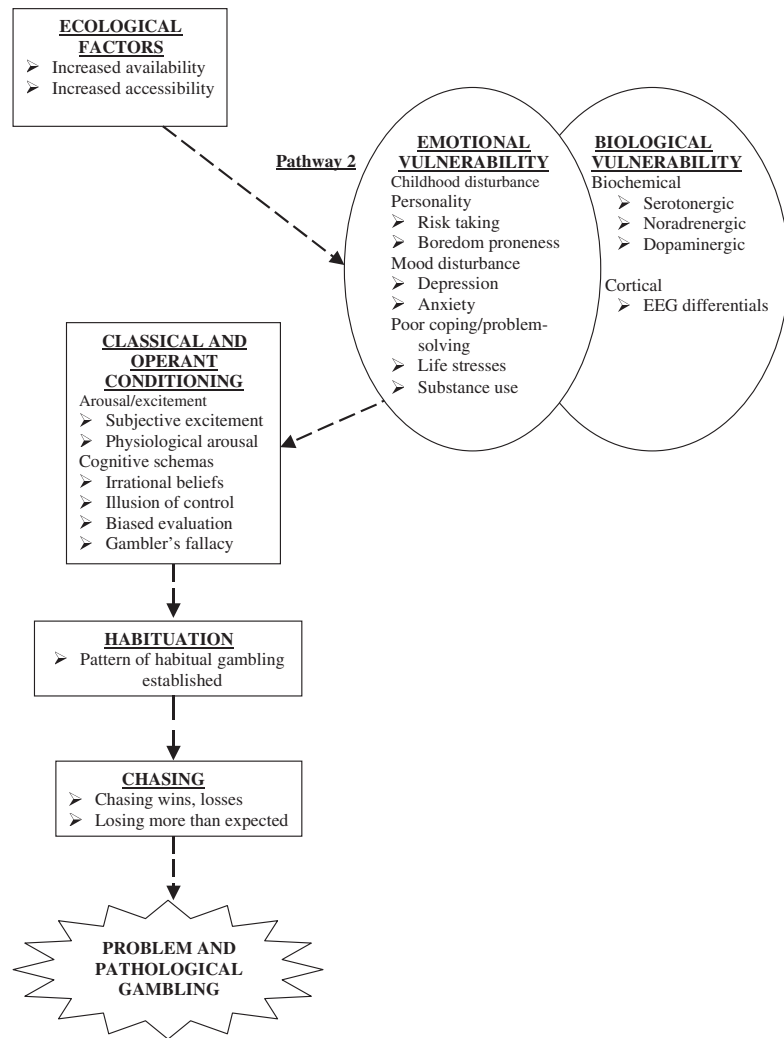 ECOLOGICAL
FACTORS
➢ Increased availability
➢ Increased accessibility
Pathway 2
EMOTIONAL
VULNERABILITY
Childhood disturbance
Personality
➢ Risk taking
➢ Boredom proneness
Mood disturbance
➢ Depression
➢ Anxiety
Poor coping/problem-
solving
➢ Life stresses
➢ Substance use
BIOLOGICAL
VULNERABILITY
Biochemical
➢ Serotonergic
➢ Noradrenergic
➢ Dopaminergic
Cortical
➢ EEG differentials
CLASSICAL AND
OPERANT
CONDITIONING
Arousal/excitement
➢ Subjective excitement
➢ Physiological arousal
Cognitive schemas
➢ Irrational beliefs
➢ Illusion of control
➢ Biased evaluation
➢ Gambler’s fallacy
HABITUATION
➢ Pattern of habitual gambling
established
CHASING
➢ Chasing wins, losses
➢ Losing more than expected
PROBLEM AND
PATHOLOGICAL
GAMBLING